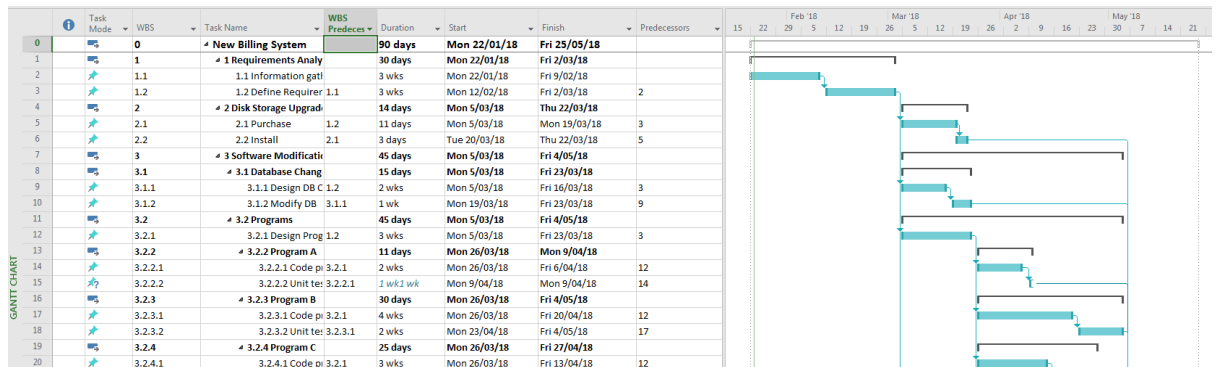 Task Mode WBS Task Name WBS Predeces Duration Start Finish Predecessors
Feb '18 Mar '18 Apr '18 May '18
15 22 29 5 12 19 26 5 12 19 26 2 9 16 23 30 7 14 21
0 0 New Billing System 90 days Mon 22/01/18 Fri 25/05/18
1 1 1 Requirements Analy 30 days Mon 22/01/18 Fri 2/03/18
2 1.1 1.1 Information gatl 3 wks Mon 22/01/18 Fri 9/02/18
3 1.2 1.2 Define Requirer 1.1 3 wks Mon 12/02/18 Fri 2/03/18 2
4 2 2 Disk Storage Upgrad 14 days Mon 5/03/18 Thu 22/03/18
5 2.1 2.1 Purchase 1.2 11 days Mon 5/03/18 Mon 19/03/18 3
6 2.2 2.2 Install 2.1 3 days Tue 20/03/18 Thu 22/03/18 5
7 3 3 Software Modificati 45 days Mon 5/03/18 Fri 4/05/18
8 3.1 3.1 Database Chang 15 days Mon 5/03/18 Fri 23/03/18
9 3.1.1 3.1.1 Design DB C 1.2 2 wks Mon 5/03/18 Fri 16/03/18 3
10 3.1.2 3.1.2 Modify DB 3.1.1 1 wk Mon 19/03/18 Fri 23/03/18 9
11 3.2 3.2 Programs 45 days Mon 5/03/18 Fri 4/05/18
12 3.2.1 3.2.1 Design Prog 1.2 3 wks Mon 5/03/18 Fri 23/03/18 3
13 3.2.2 3.2.2 Program A 11 days Mon 26/03/18 Mon 9/04/18
14 3.2.2.1 3.2.2.1 Code pr 3.2.1 2 wks Mon 26/03/18 Fri 6/04/18 12
15 3.2.2.2 3.2.2.2 Unit tes 3.2.2.1 1 wk1 wk Mon 9/04/18 Mon 9/04/18 14
16 3.2.3 3.2.3 Program B 30 days Mon 26/03/18 Fri 4/05/18
17 3.2.3.1 3.2.3.1 Code pr 3.2.1 4 wks Mon 26/03/18 Fri 20/04/18 12
18 3.2.3.2 3.2.3.2 Unit tes 3.2.3.1 2 wks Mon 23/04/18 Fri 4/05/18 17
19 3.2.4 3.2.4 Program C 25 days Mon 26/03/18 Fri 27/04/18
20 3.2.4.1 3.2.4.1 Code pr 3.2.1 3 wks Mon 26/03/18 Fri 13/04/18 12
GANTT CHART